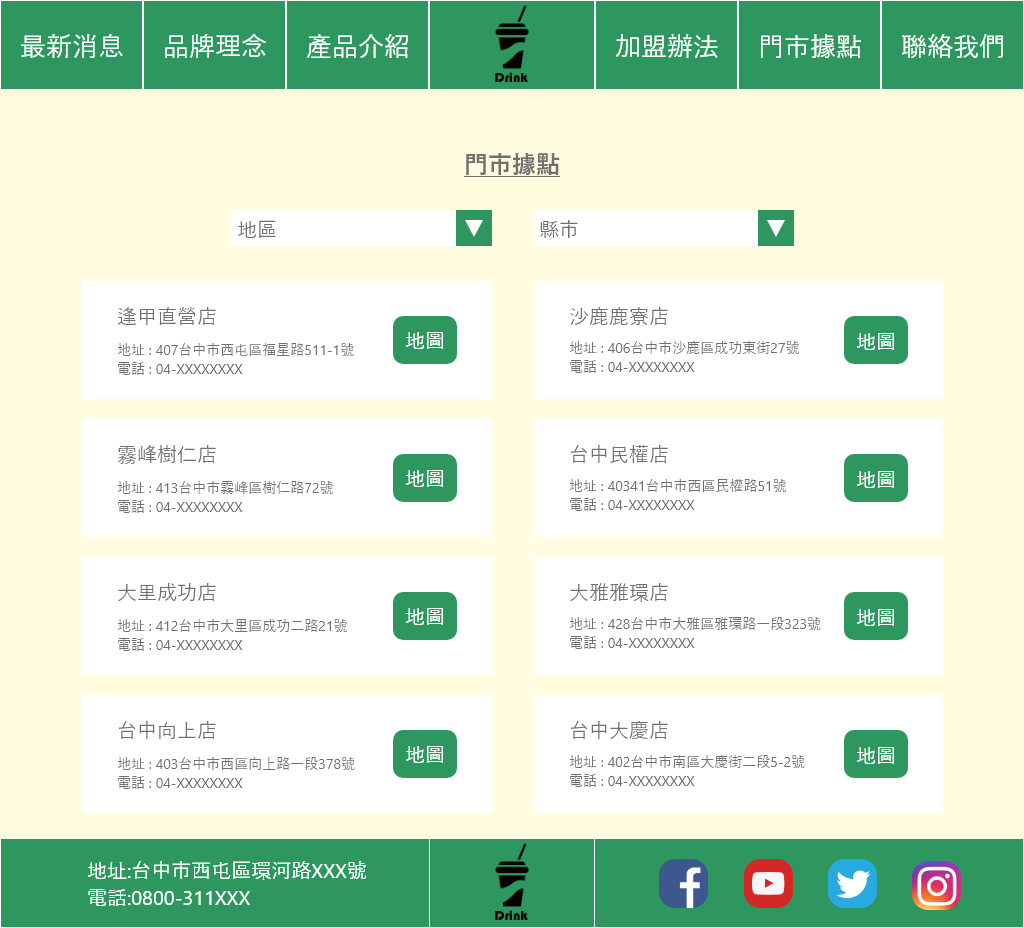 最新消息
品牌理念
產品介紹
Drink
加盟辦法
門市據點
聯絡我們
門市據點
地區
縣市
逢甲直營店
地址 : 407台中市西屯區福星路511-1號
電話 : 04-XXXXXXXX
地圖
沙鹿鹿寮店
地址 : 406台中市沙鹿區成功東街27號
電話 : 04-XXXXXXXX
地圖
霧峰樹仁店
地址 : 413台中市霧峰區樹仁路72號
電話 : 04-XXXXXXXX
地圖
台中民權店
地址 : 40341台中市西區民權路51號
電話 : 04-XXXXXXXX
地圖
大里成功店
地址 : 412台中市大里區成功二路21號
電話 : 04-XXXXXXXX
地圖
大雅雅環店
地址 : 428台中市大雅區雅環路一段323號
電話 : 04-XXXXXXXX
地圖
台中向上店
地址 : 403台中市西區向上路一段378號
電話 : 04-XXXXXXXX
地圖
台中大慶店
地址 : 402台中市南區大慶街二段5-2號
電話 : 04-XXXXXXXX
地圖
地址:台中市西屯區環河路XXX號
電話:0800-311XXX
Drink